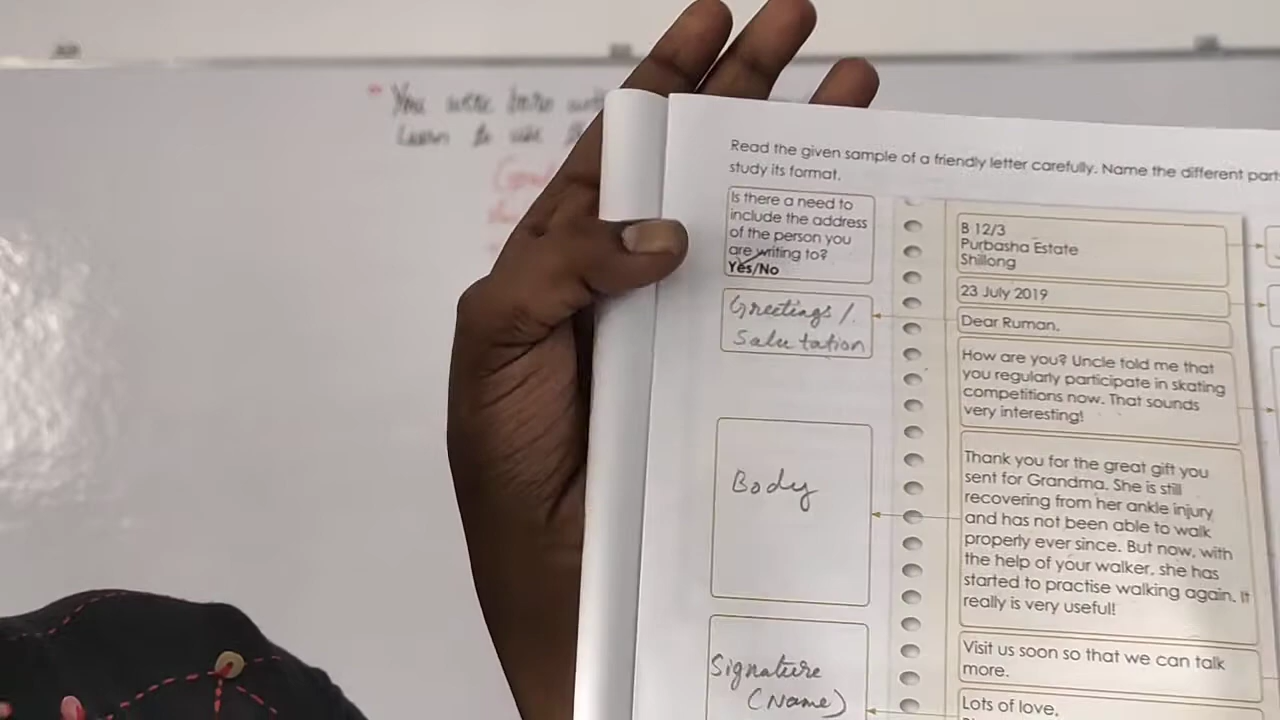 You were born
Learn to use
Read the given sample of a friendly letter carefully. Name the different part
study its format.
Is there a need to
include the address
of the person you
are writing to?
Yes/No
Greetings /.
Salutation
Body
Signature
(Name)
B 12/3
Purbasha Estate
Shillong
23 July 2019
Dear Ruman,
How are you? Uncle told me that
you regularly participate in skating
competitions now. That sounds
very interesting!
Thank you for the great gift you
sent for Grandma. She is still
recovering from her ankle injury
and has not been able to walk
properly ever since. But now, with
the help of your walker, she has
started to practise walking again. It
really is very useful!
Visit us soon so that we can talk
more.
Lots of love,